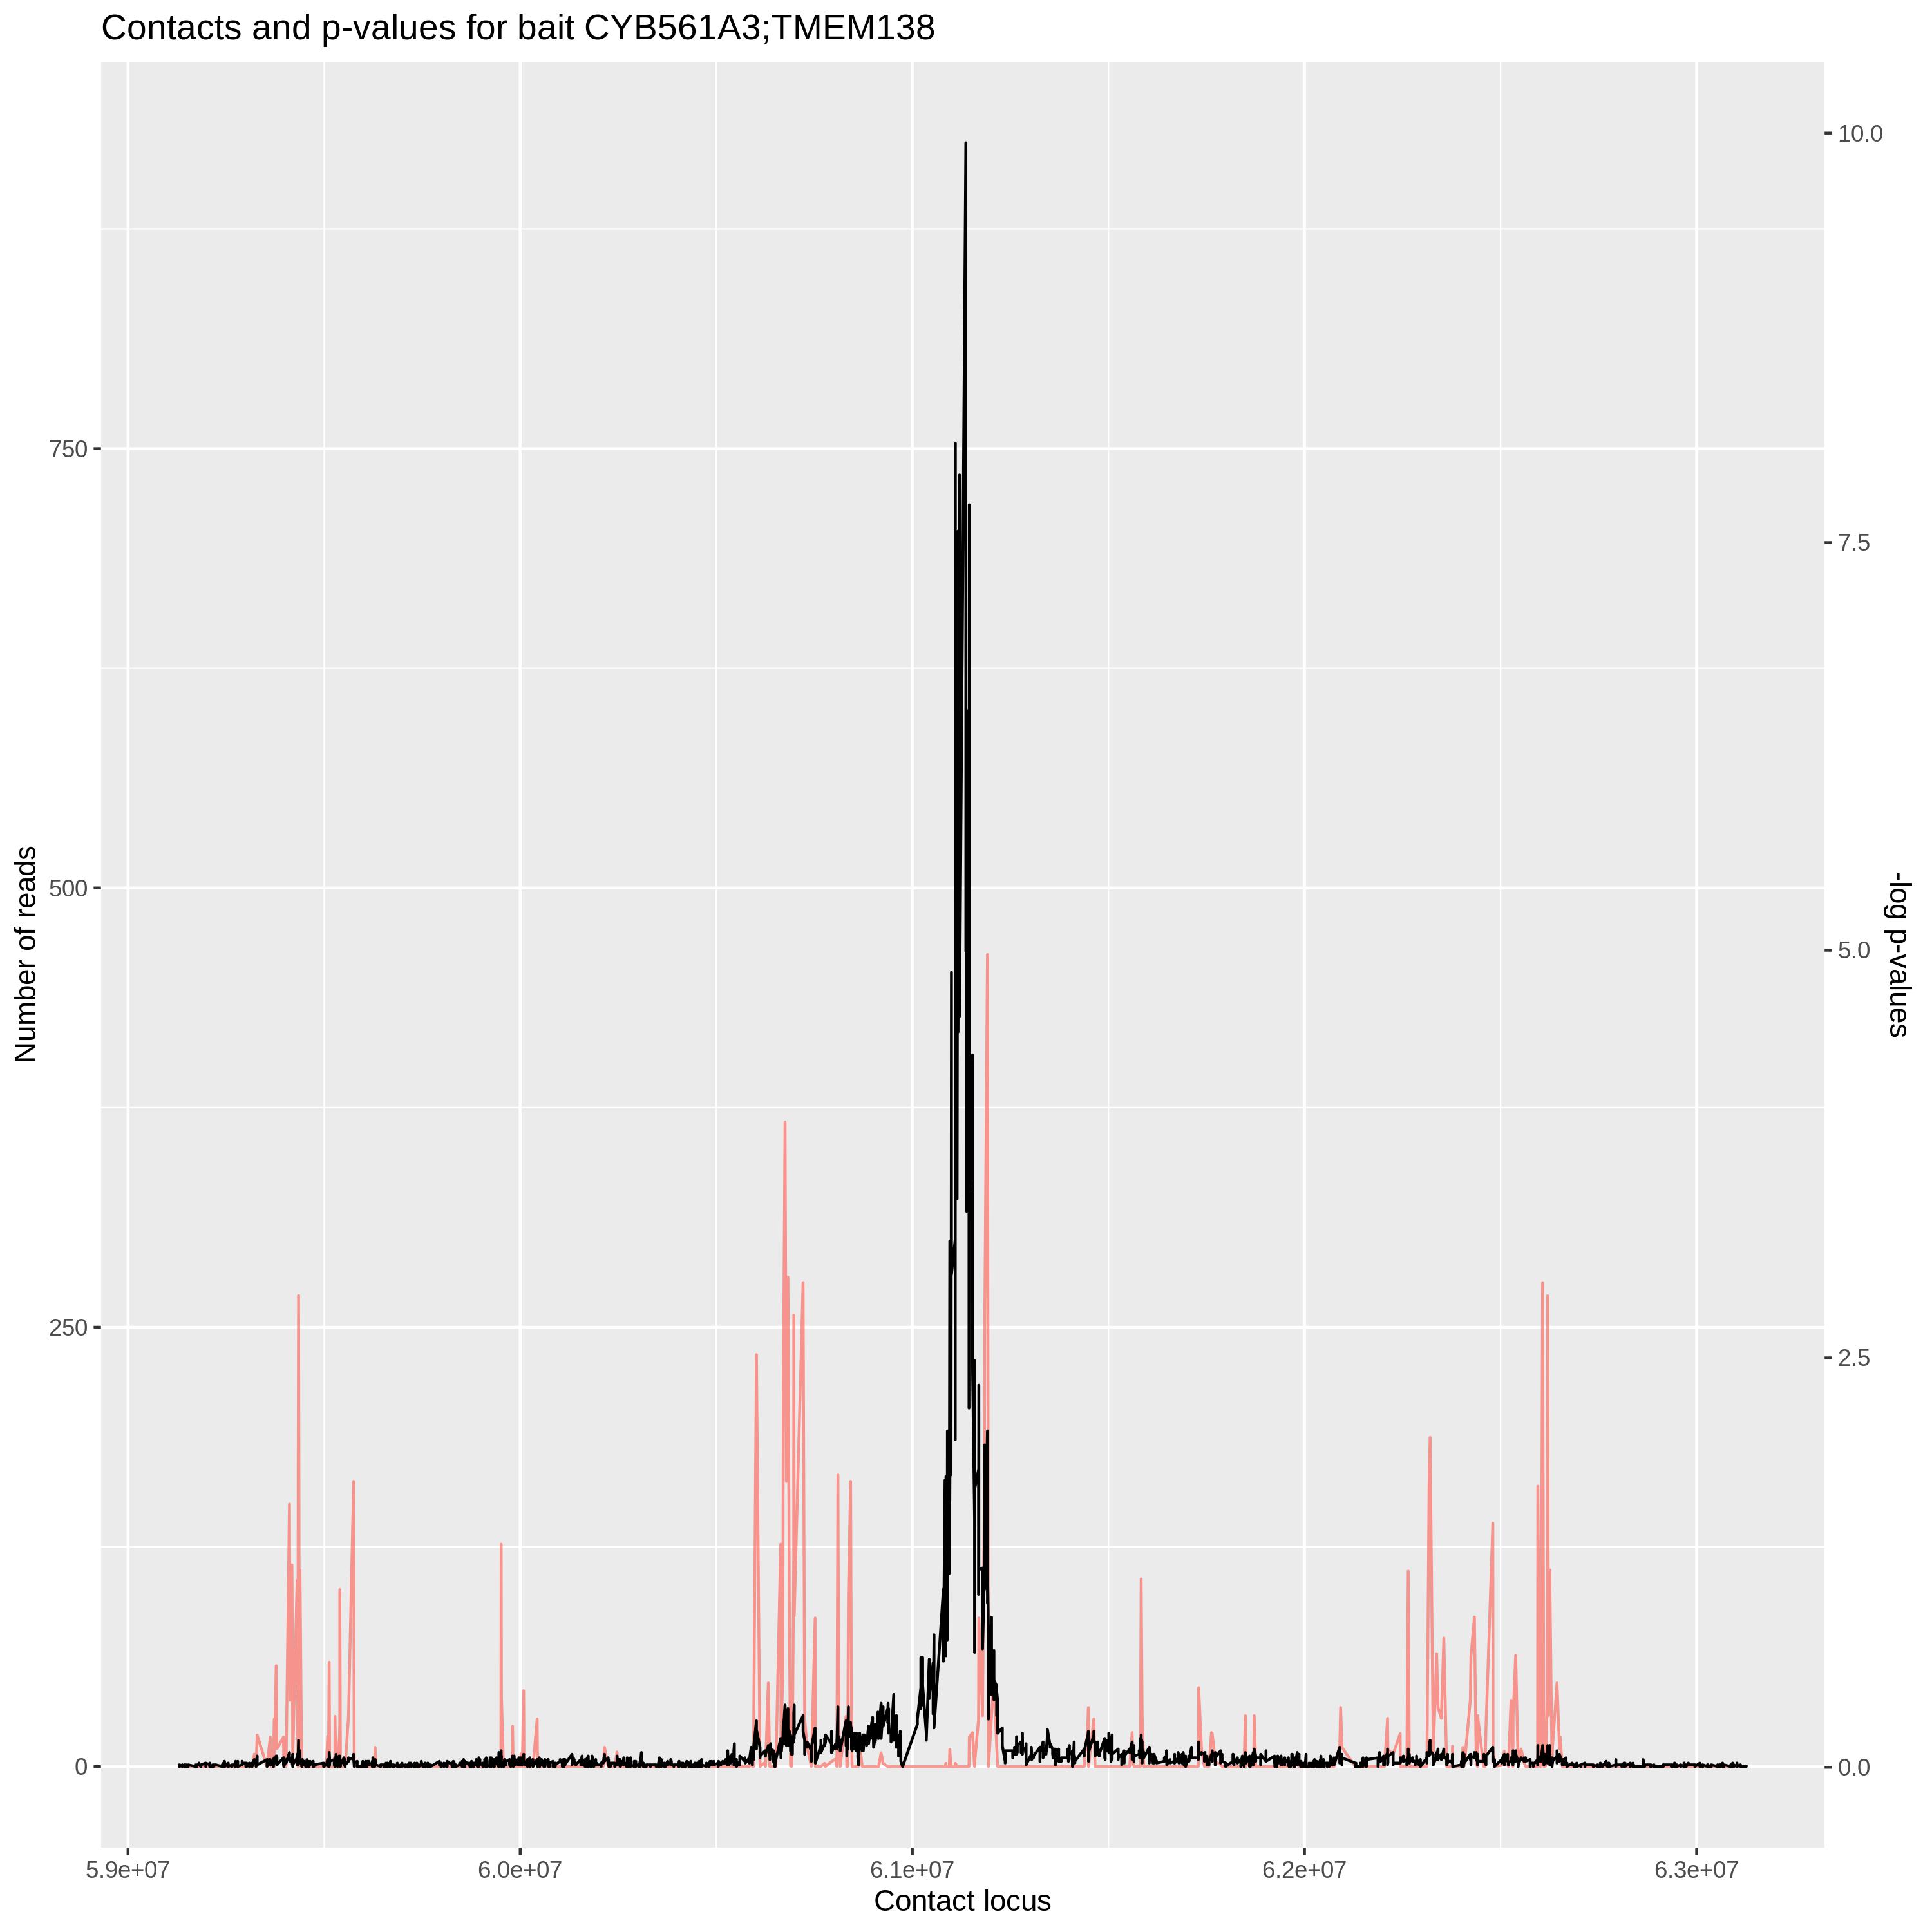 Contacts and p-values for bait CYB561A3;TMEM138
10.0
750
7.5
Number of reads
500
5.0
-log p-values
250
2.5
0
0.0
5.9e+07
6.0e+07
6.1e+07
6.2e+07
6.3e+07
Contact locus